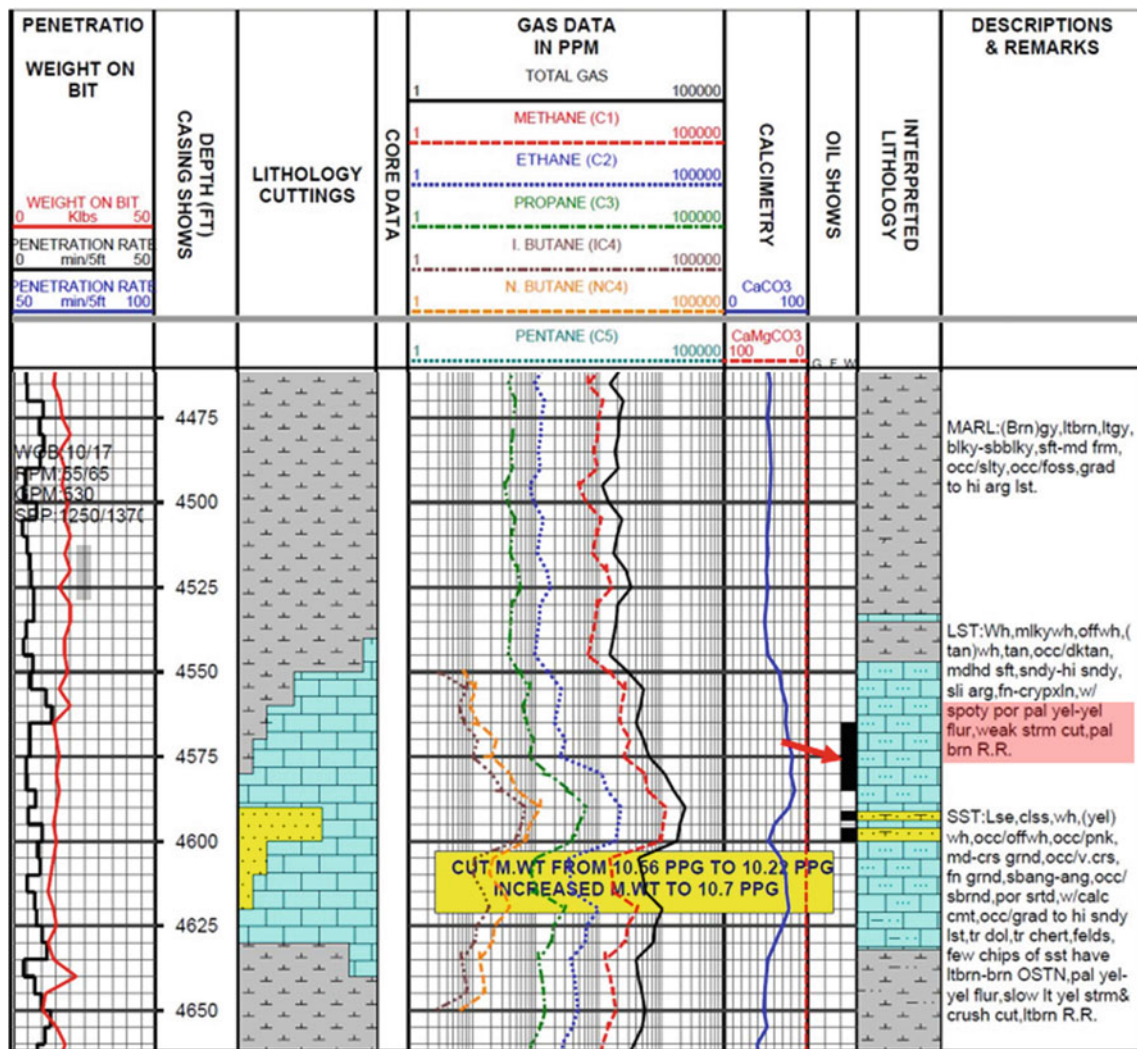 PENETRATIO
WEIGHT ON
BIT
WEIGHT ON BIT
0 Klbs 50
PENETRATION RATE
0 min/5ft 50
PENETRATION RATE
50 min/5ft 100
DEPTH (FT)
CASING SHOWS
LITHOLOGY
CUTTINGS
CORE DATA
GAS DATA
IN PPM
TOTAL GAS
1 100000
METHANE (C1)
1 100000
ETHANE (C2)
1 100000
PROPANE (C3)
1 100000
I. BUTANE (IC4)
1 100000
N. BUTANE (NC4)
1 100000
PENTANE (C5)
1 100000
CALCIMETRY
CaCO3
0 100
CaMgCO3
100 0
OIL SHOWS
G F W
INTERPRETED
LITHOLOGY
DESCRIPTIONS
& REMARKS
WOB:10/17
RPM:55/65
GPM:530
SPP:1250/1370
4475
4500
4525
4550
4575
4600
4625
4650
CUT M.WT FROM 10.56 PPG TO 10.22 PPG
INCREASED M.WT TO 10.7 PPG
MARL:(Brn)gy,ltbrn,ltgy,
blky-sbblky,sft-md frm,
occ/slty,occ/foss,grad
to hi arg lst.
LST:Wh,mlkywh,offwh,(
tan)wh,tan,occ/dktan,
mdhd sft,sndy-hi sndy,
sli arg,fn-crypxln,w/
spoty por pal yel-yel
flur,weak strm cut,pal
brn R.R.
SST:Lse,clss,wh,(yel)
wh,occ/offwh,occ/pnk,
md-crs grnd,occ/v.crs,
fn grnd,sbang-ang,occ/
sbrnd,por srtd,w/calc
cmt,occ/grad to hi sndy
lst,tr dol,tr chert,felds,
few chips of sst have
ltbrn-brn OSTN,pal yel-
yel flur,slow lt yel strm&
crush cut,ltbrn R.R.